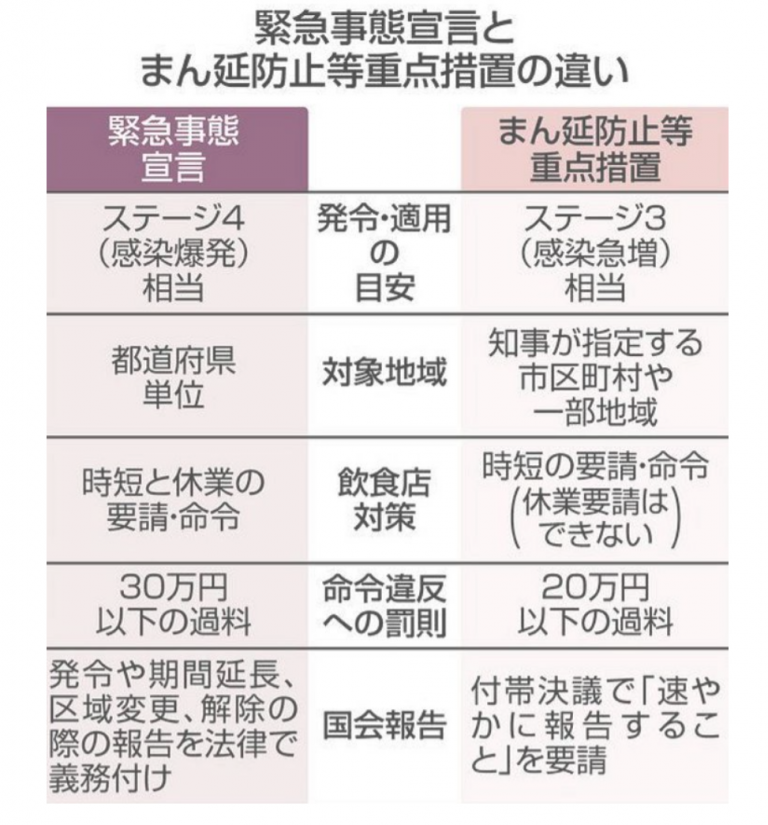 緊急事態宣言と
まん延防止等重点措置の違い
緊急事態
宣言
まん延防止等
重点措置
ステージ4
(感染爆発)
相当
発令・適用
の
目安
ステージ3
(感染急増)
相当
都道府県
単位
対象地域
知事が指定する
市区町村や
一部地域
時短と休業の
要請・命令
飲食店
対策
時短の要請・命令
(休業要請は
できない)
30万円
以下の過料
命令違反
への罰則
20万円
以下の過料
発令や期間延長、
区域変更、解除の
際の報告を法律で
義務付け
国会報告
付帯決議で「速や
かに報告するこ
と」を要請